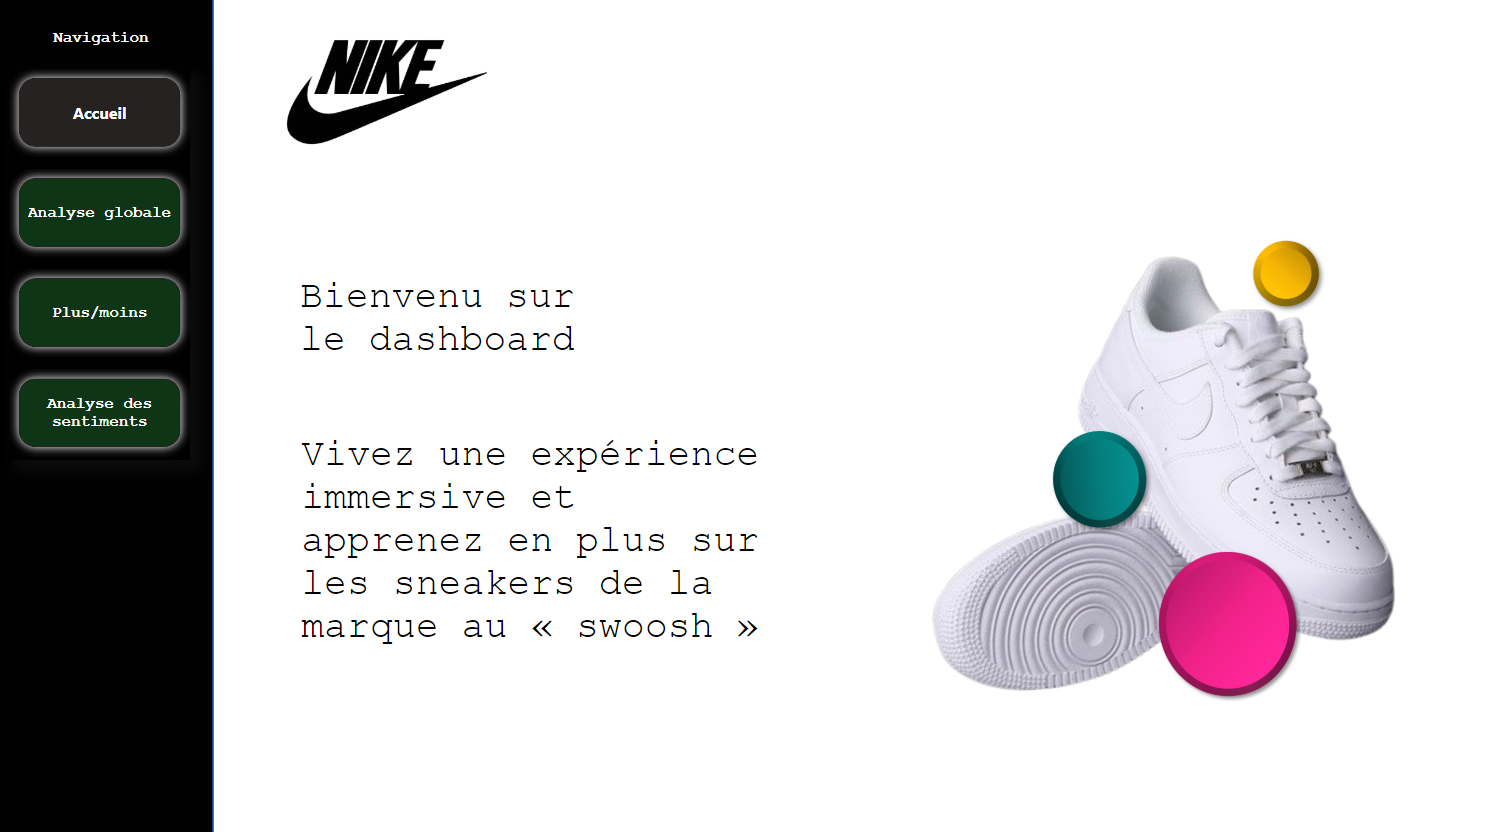 Navigation
Accueil
Analyse globale
Plus/moins
Analyse des
sentiments
NIKE
Bienvenu sur
le dashboard
Vivez une expérience
immersive et
apprenez en plus sur
les sneakers de la
marque au « swoosh »